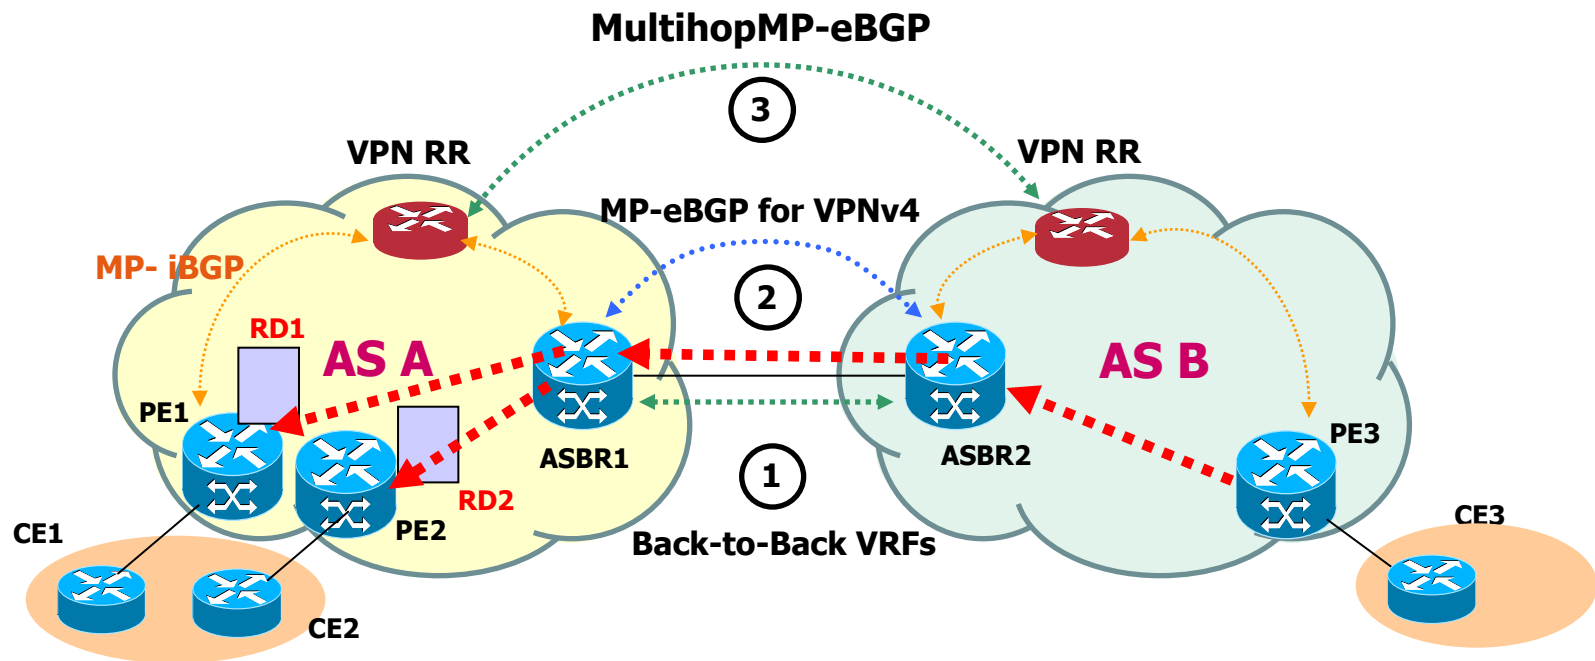 MultihopMP-eBGP
3
VPN RR
VPN RR
MP-eBGP for VPNv4
MP- iBGP
2
RD1
AS A
AS B
PE1
PE3
ASBR1
ASBR2
1
RD2
PE2
CE1
CE3
Back-to-Back VRFs
CE2